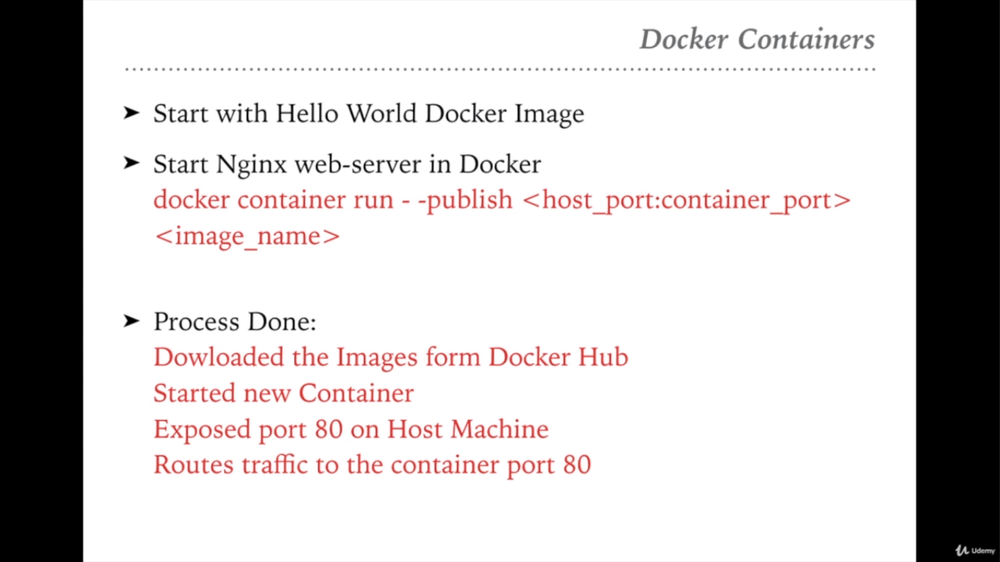 Docker Containers
➤ Start with Hello World Docker Image
➤ Start Nginx web-server in Docker
docker container run - -publish <host_port:container_port>
<image_name>
➤ Process Done:
Dowloaded the Images form Docker Hub
Started new Container
Exposed port 80 on Host Machine
Routes traffic to the container port 80
Udemy